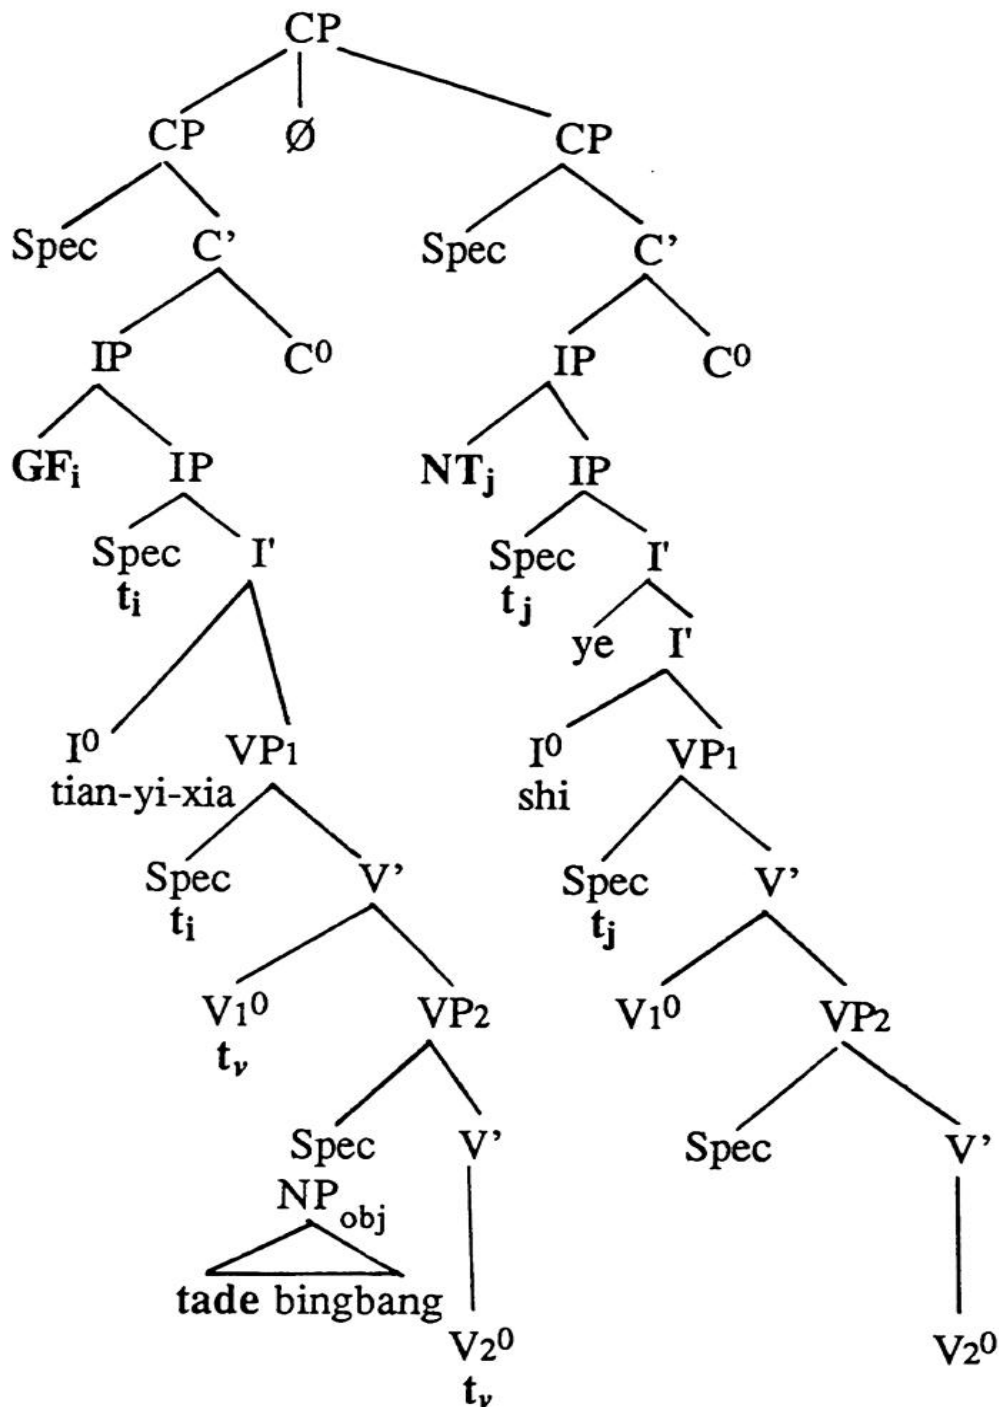 CP
CP Ø CP
Spec C’ Spec C’
IP C⁰ IP C⁰
GFᵢ IP NTⱼ IP
Spec I' Spec I'
tᵢ tⱼ
ye I'
I⁰ VP₁ I⁰ VP₁
tian-yi-xia shi
Spec V’ Spec V’
tᵢ tⱼ
V₁⁰ VP₂ V₁⁰ VP₂
tᵥ
Spec V’ Spec V’
NP obj
tade bingbang
V₂⁰ V₂⁰
tᵥ